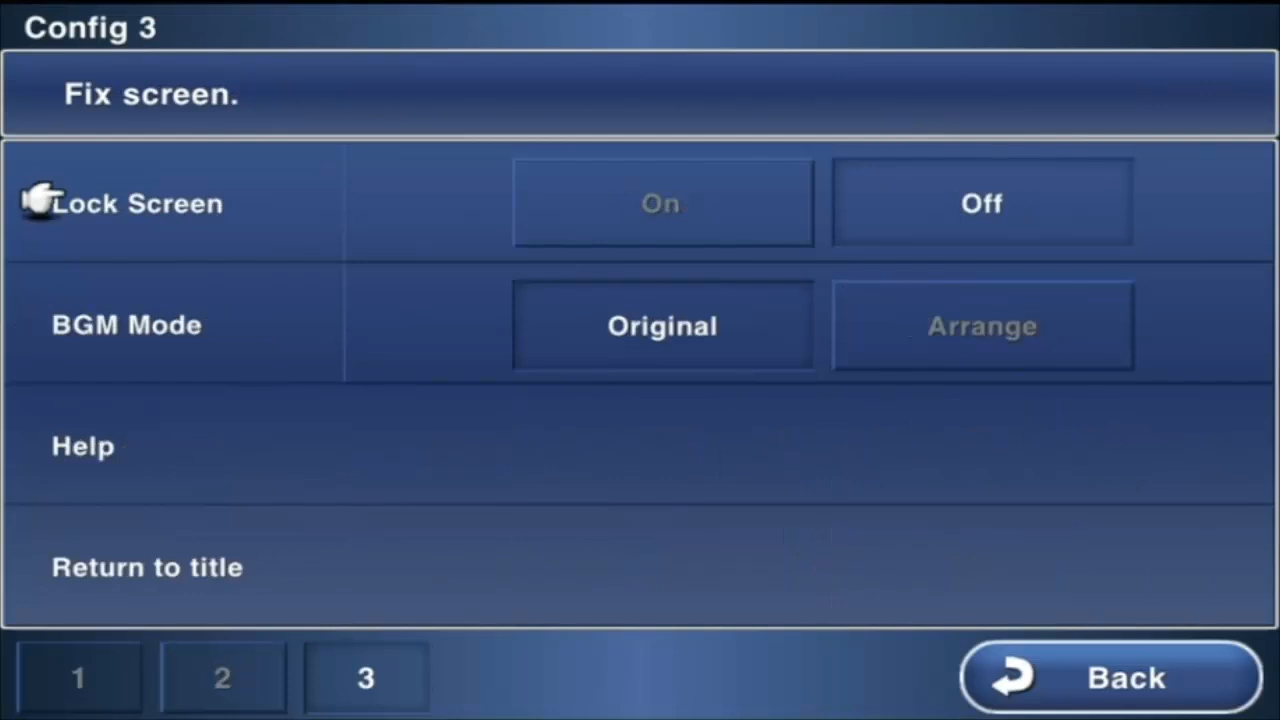 Config 3
Fix screen.
Lock Screen On Off
BGM Mode Original Arrange
Help
Return to title
1 2 3 Back